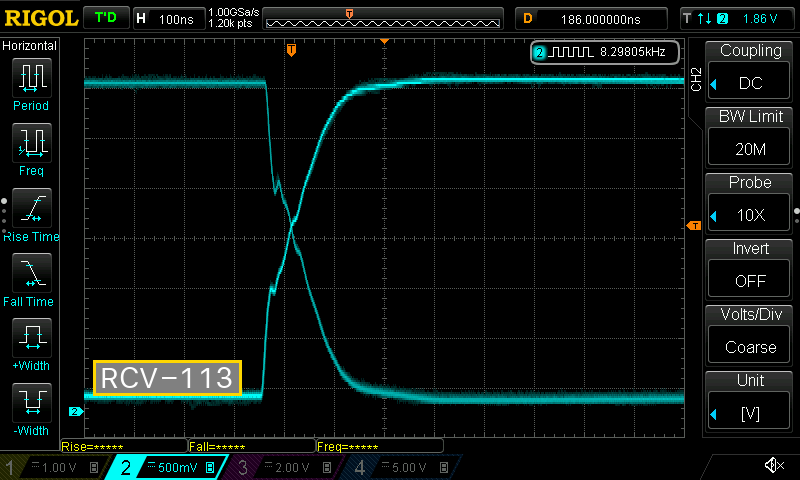 RIGOL T'D H 100ns 1.00GSa/s 1.20k pts T D 186.000000ns T 2 1.86 V
Horizontal
Period
Freq
Rise Time
Fall Time
+Width
-Width
T
2 8.29805kHz
T
2
RCV-113
Rise=***** Fall=***** Freq=*****
CH2
Coupling
DC
BW Limit
20M
Probe
10X
Invert
OFF
Volts/Div
Coarse
Unit
[V]
1 1.00 V 2 500mV 3 2.00 V 4 5.00 V